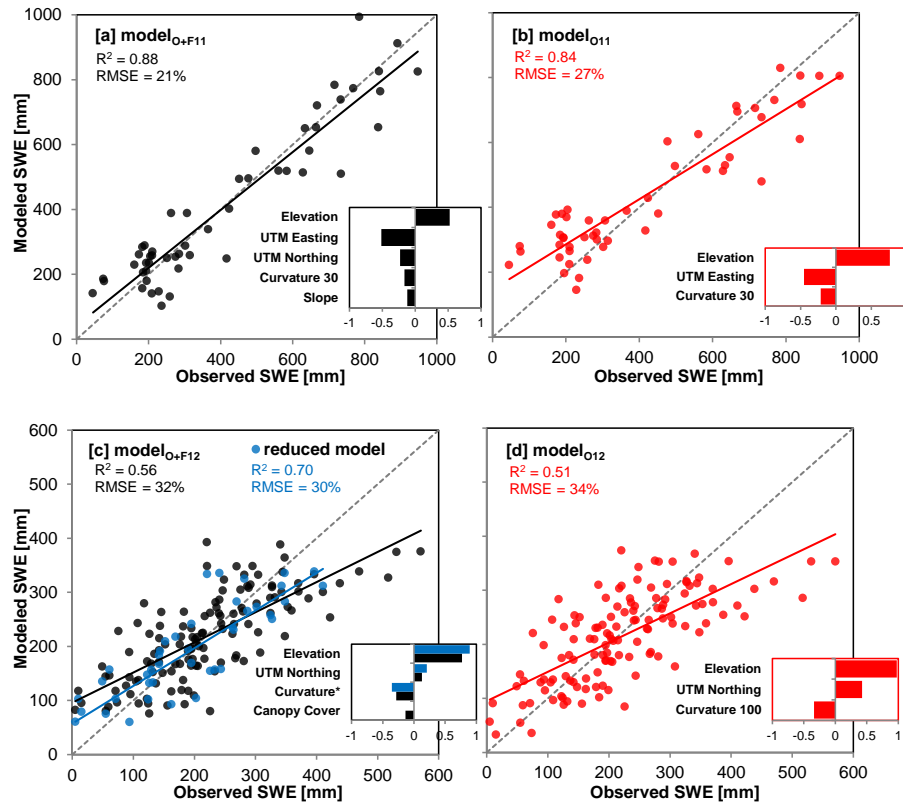 [a] modelO+F11
R2 = 0.88
RMSE = 21%
Modeled SWE [mm]
1000
800
600
400
200
0
Elevation
UTM Easting
UTM Northing
Curvature 30
Slope
-1 -0.5 0 0.5 1
0 200 400 600 800 1000
Observed SWE [mm]
[b] modelO11
R2 = 0.84
RMSE = 27%
Elevation
UTM Easting
Curvature 30
-1 -0.5 0 0.5
0 200 400 600 800 1000
Observed SWE [mm]
[c] modelO+F12
R2 = 0.56
RMSE = 32%
reduced model
R2 = 0.70
RMSE = 30%
Modeled SWE [mm]
600
500
400
300
200
100
0
Elevation
UTM Northing
Curvature*
Canopy Cover
-1 -0.5 0 0.5 1
0 100 200 300 400 500 600
Observed SWE [mm]
[d] modelO12
R2 = 0.51
RMSE = 34%
Elevation
UTM Northing
Curvature 100
-1 -0.5 0 0.5 1
0 100 200 300 400 500 600
Observed SWE [mm]